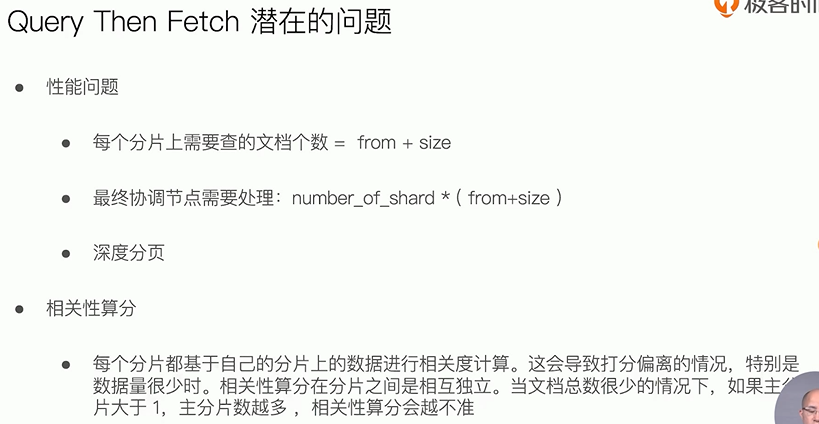 极客时
Query Then Fetch 潜在的问题
性能问题
每个分片上需要查的文档个数 = from + size
最终协调节点需要处理：number_of_shard * ( from+size )
深度分页
相关性算分
每个分片都基于自己的分片上的数据进行相关度计算。这会导致打分偏离的情况，特别是
数据量很少时。相关性算分在分片之间是相互独立。当文档总数很少的情况下，如果主分
片大于 1，主分片数越多 ，相关性算分会越不准